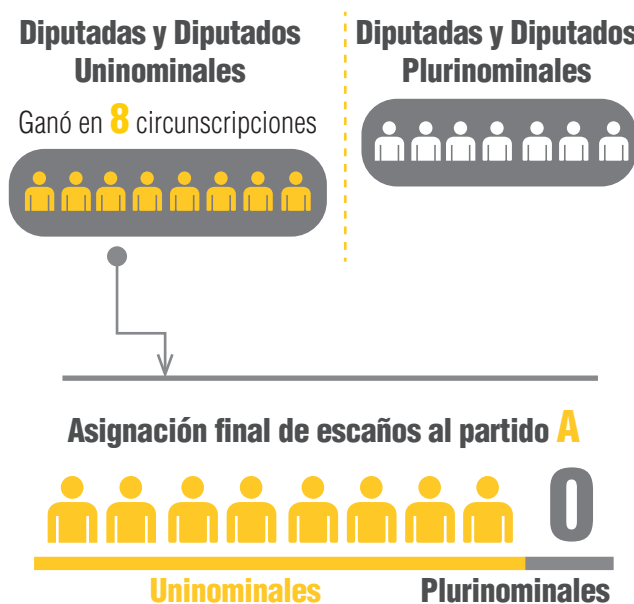 Diputadas y Diputados
Uninominales
Ganó en 8 circunscripciones
Diputadas y Diputados
Plurinominales
Asignación final de escaños al partido A
0
Uninominales
Plurinominales